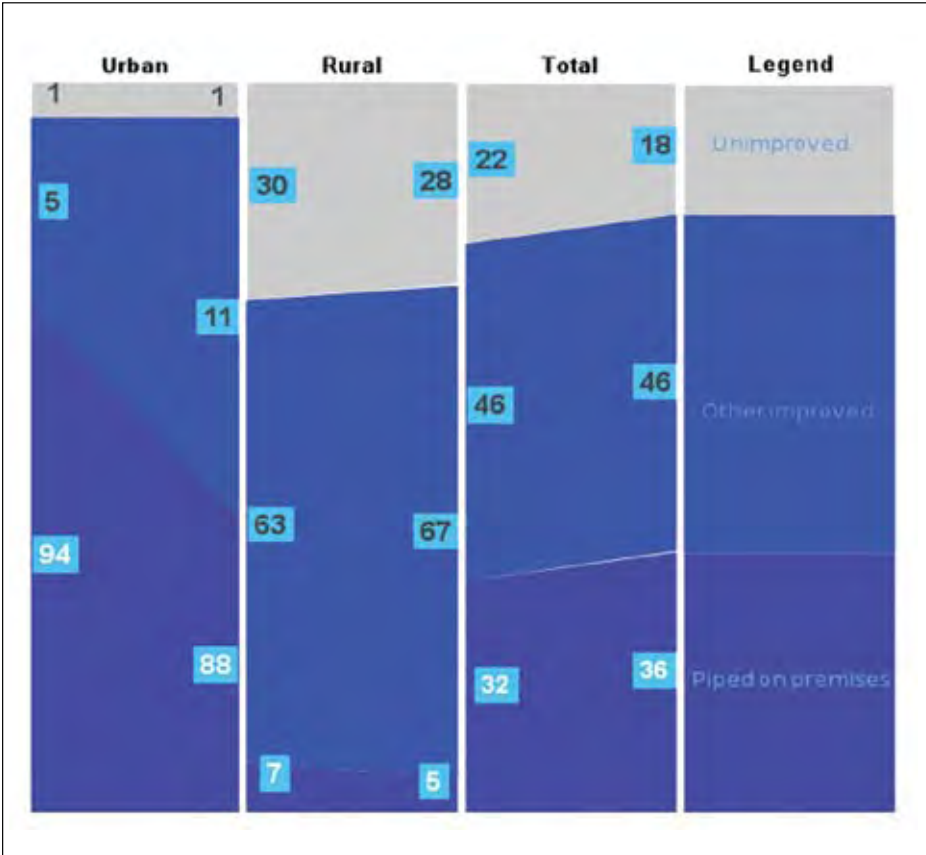 Urban Rural Total Legend
1 1
30 28
22 18
Unimproved
5
11
63 67
46 46
Other improved
94
88
7 5
32 36
Piped on premises